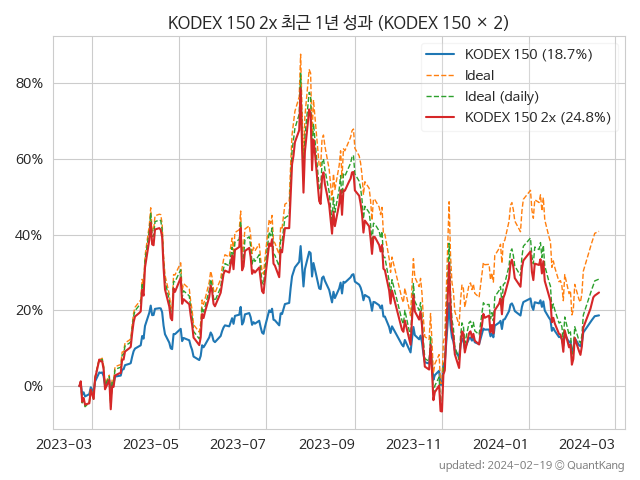 KODEX 150 2x 최근 1년 성과 (KODEX 150 × 2)
KODEX 150 (18.7%)
Ideal
Ideal (daily)
KODEX 150 2x (24.8%)
80%
60%
40%
20%
0%
2023-03 2023-05 2023-07 2023-09 2023-11 2024-01 2024-03
updated: 2024-02-19 © QuantKang